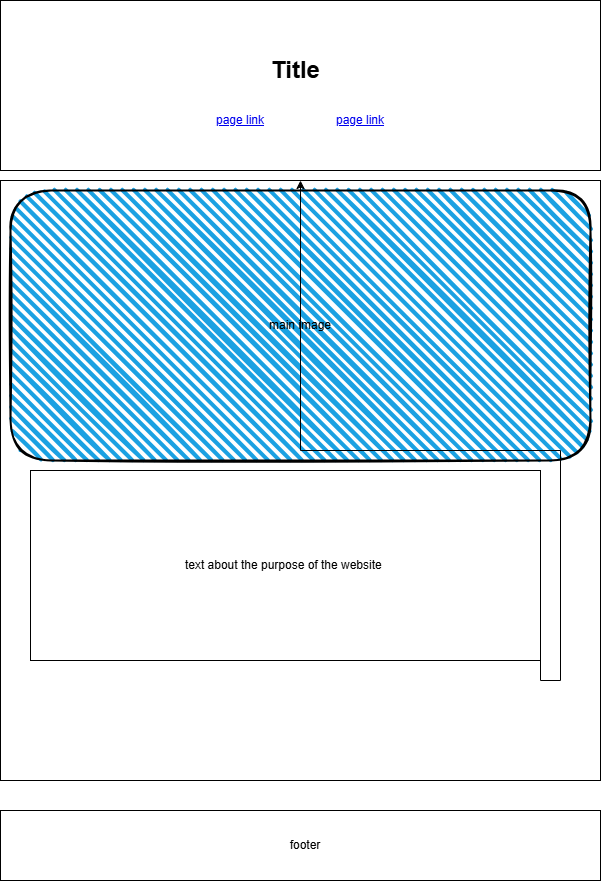 Title
page link page link
main image
text about the purpose of the website
footer